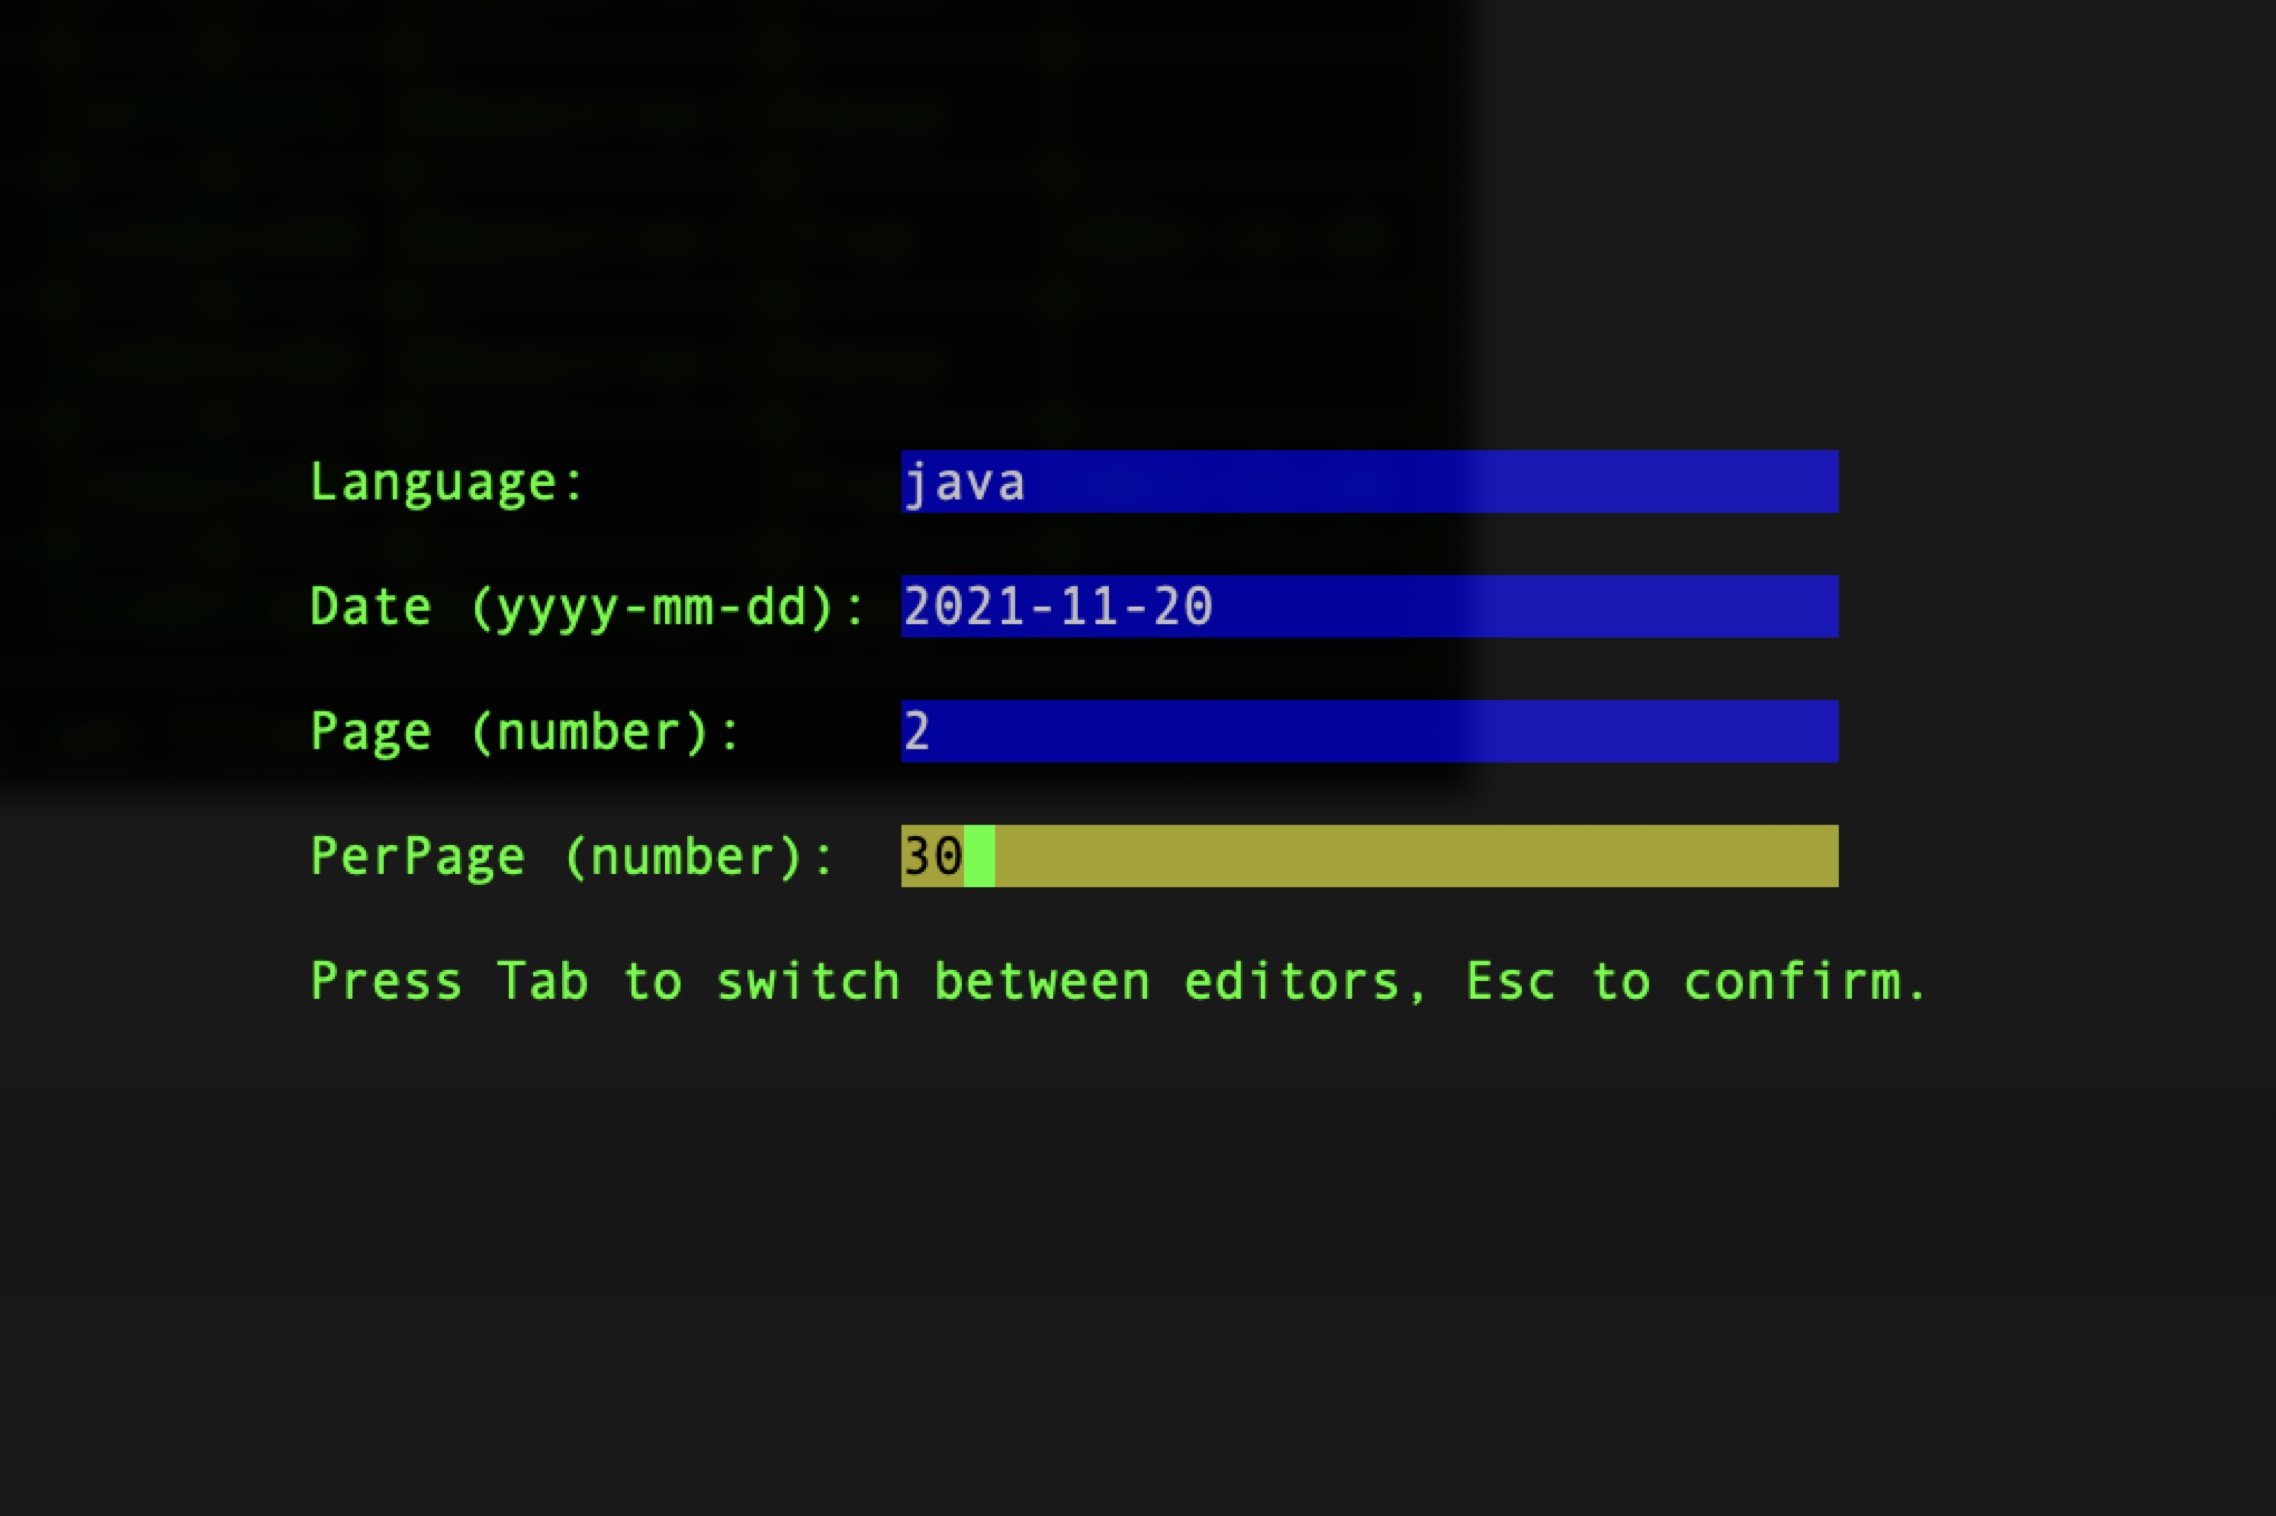 Language: java
Date (yyyy-mm-dd): 2021-11-20
Page (number): 2
PerPage (number): 30
Press Tab to switch between editors, Esc to confirm.